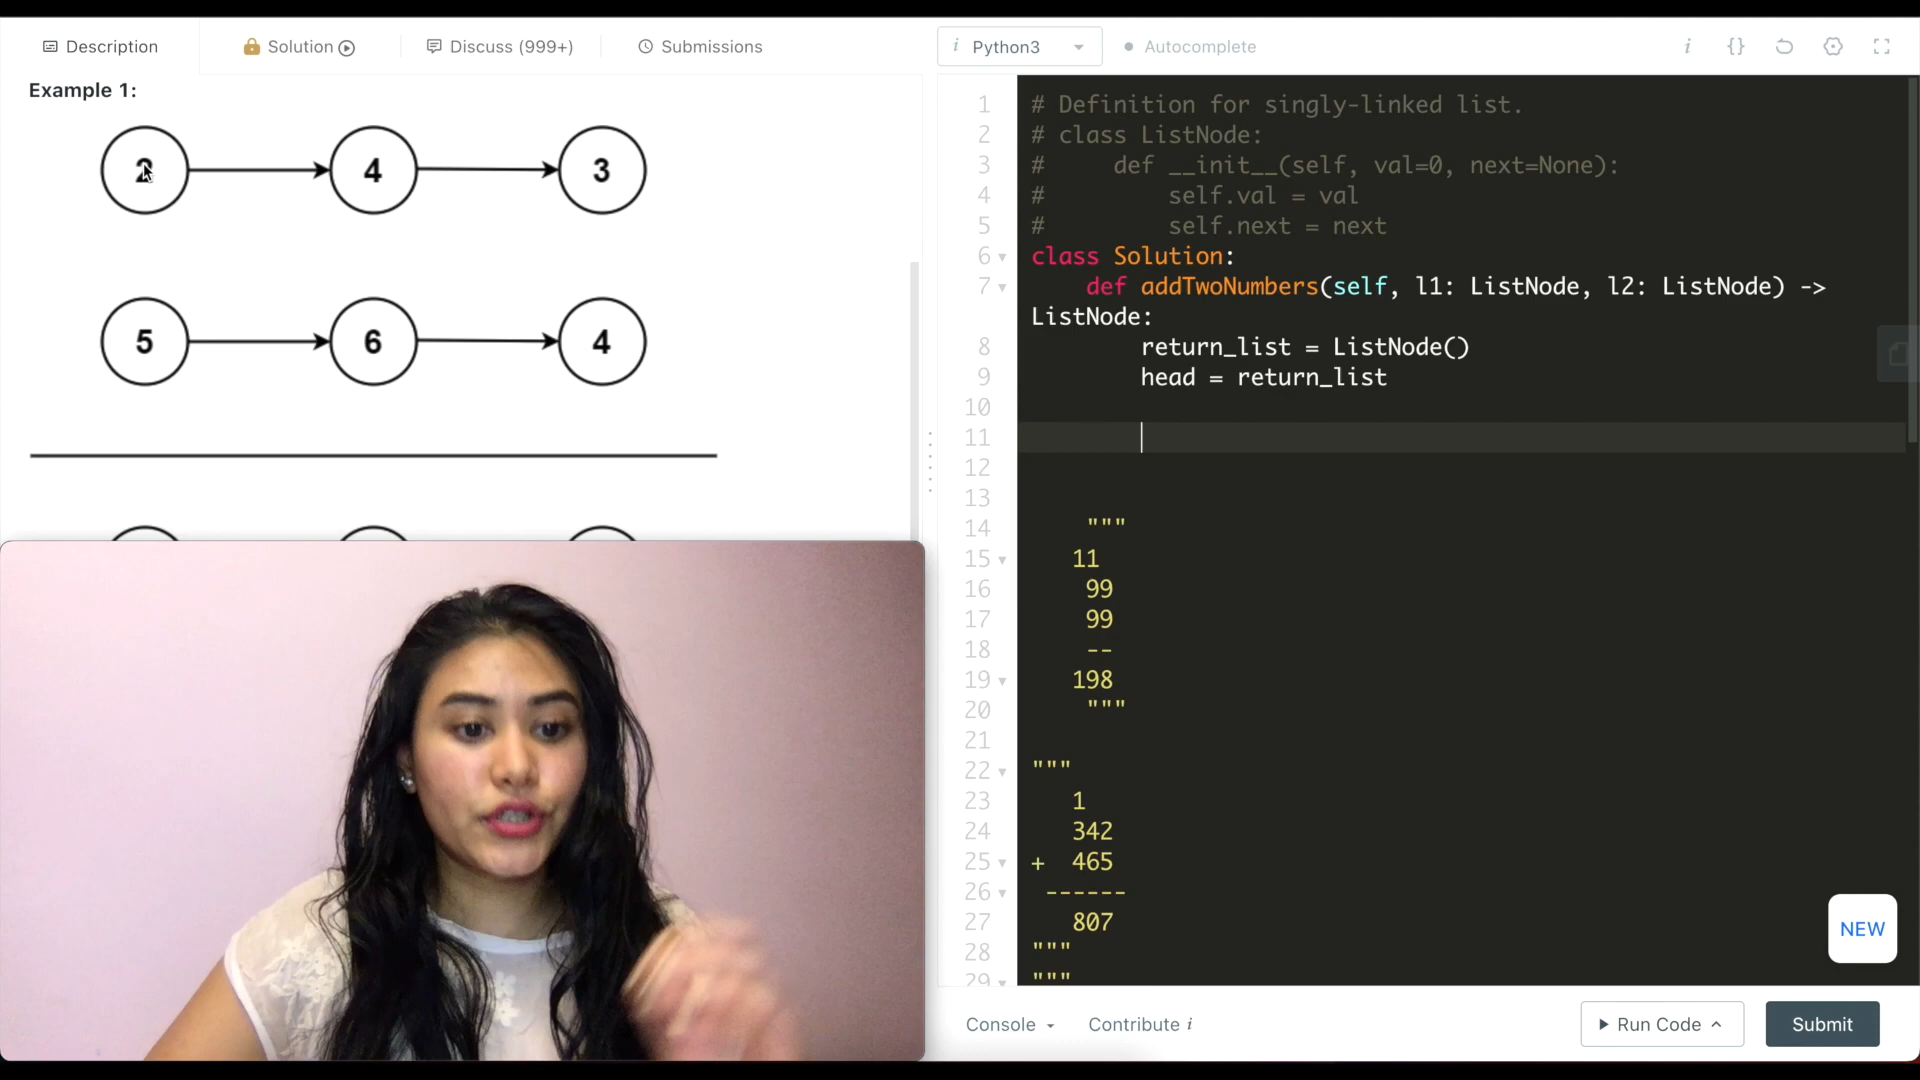 Description
Solution
Discuss (999+)
Submissions
Example 1:
2 4 3
5 6 4
i Python3
Autocomplete
i {}
1 # Definition for singly-linked list.
2 # class ListNode:
3 #     def __init__(self, val=0, next=None):
4 #         self.val = val
5 #         self.next = next
6 class Solution:
7     def addTwoNumbers(self, l1: ListNode, l2: ListNode) ->
ListNode:
8         return_list = ListNode()
9         head = return_list
10
11
12
13
14     """
15    11
16     99
17     99
18     --
19    198
20     """
21
22 """
23    1
24    342
25 +  465
26  ------
27    807
28 """
29 """
NEW
Console
Contribute i
Run Code
Submit